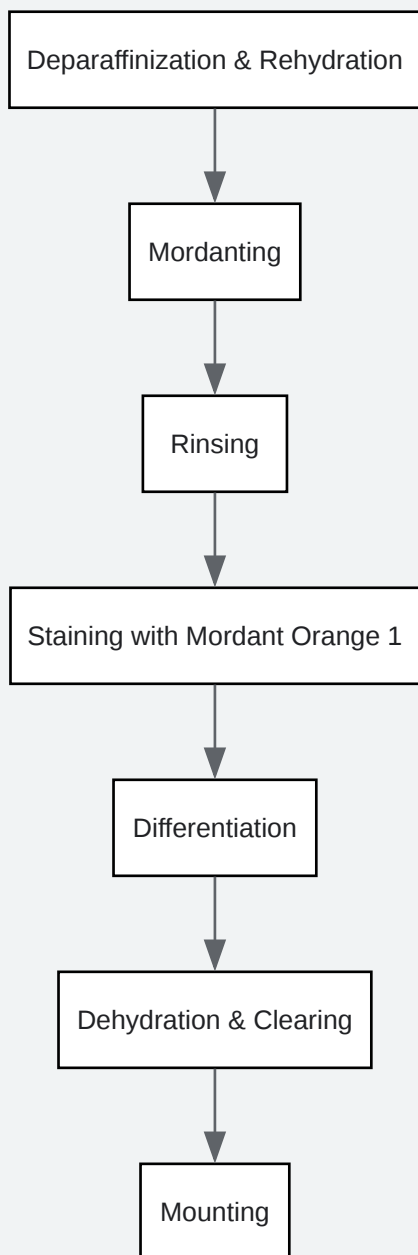 Deparaffinization & Rehydration
Mordanting
Rinsing
Staining with Mordant Orange 1
Differentiation
Dehydration & Clearing
Mounting